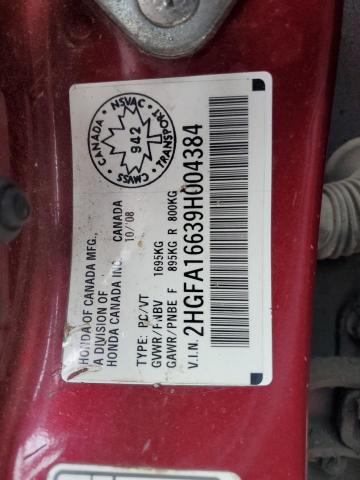 HONDA OF CANADA MFG.,
A DIVISION OF
HONDA CANADA INC. CANADA
10/08
CANADA NSVAC TRANSPORT CMVSS
942
TYPE: PC/VT
GVWR/PNBV 1695KG
GAWR/PNBE F 895KG R 800KG
V.I.N. 2HGFA16639H004384